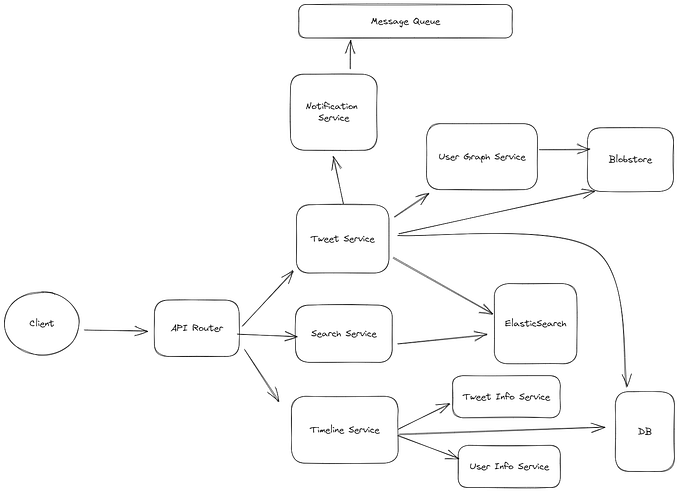 Message Queue
Notification
Service
User Graph Service
Blobstore
Tweet Service
Client
API Router
Search Service
ElasticSearch
Tweet Info Service
Timeline Service
DB
User Info Service